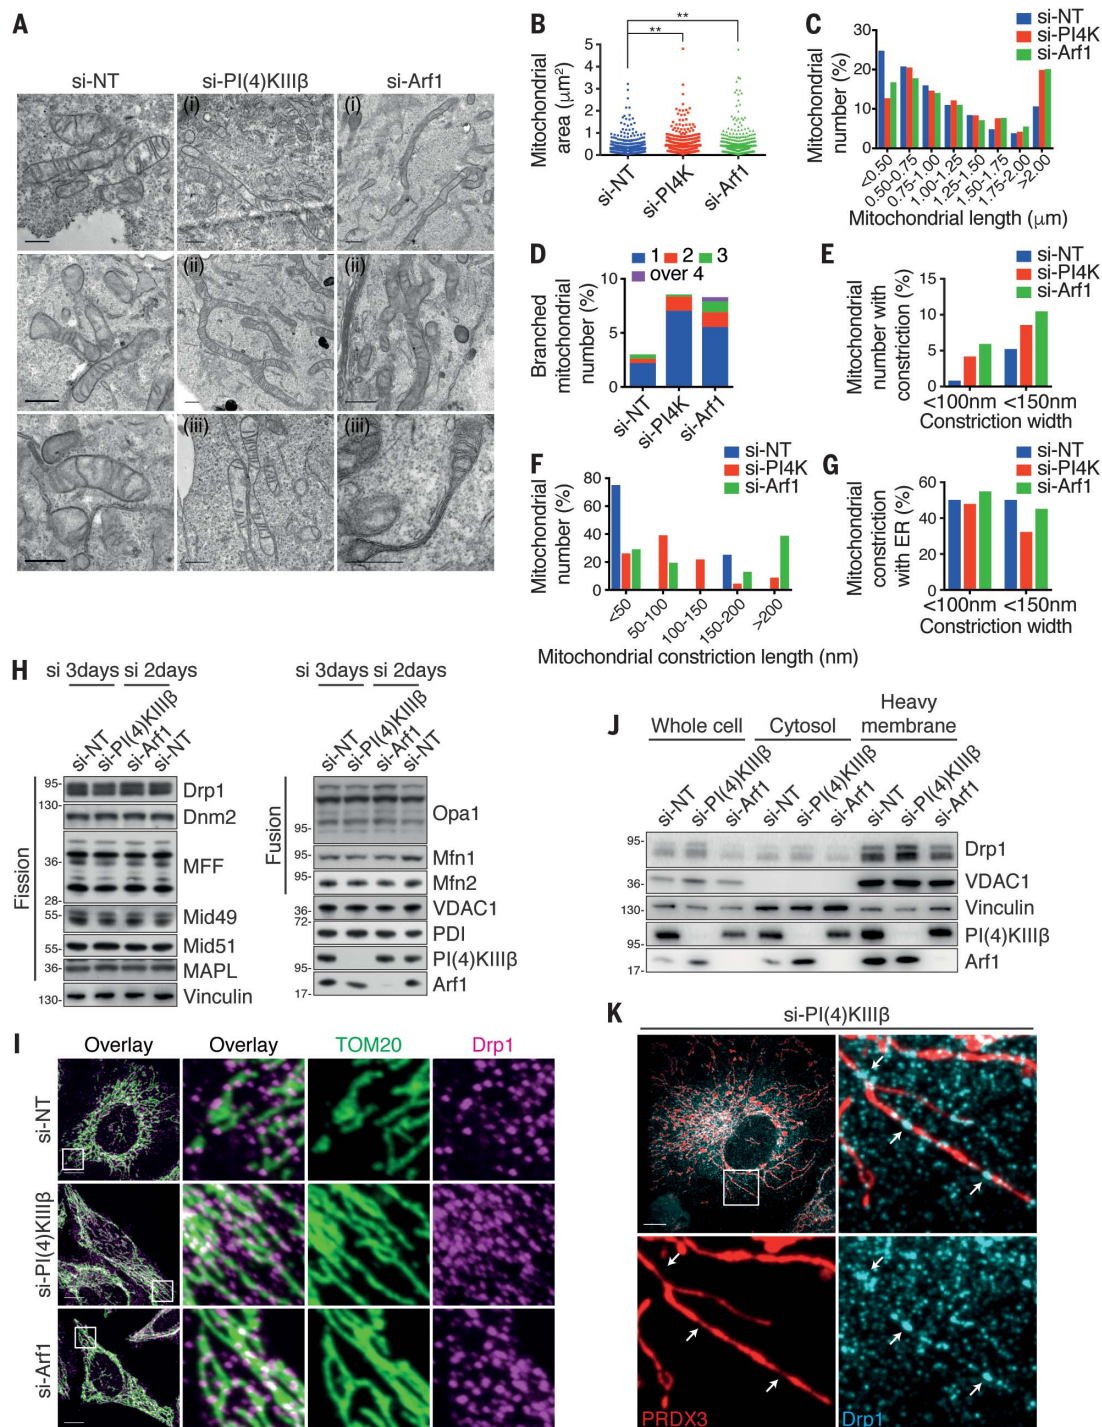 A
si-NT
si-PI(4)KIIIβ
si-Arf1
(i)
(i)
(ii)
(ii)
(iii)
(iii)
B
**
**
Mitochondrial area (μm²)
5
4
3
2
1
0
si-NT
si-PI4K
si-Arf1
C
si-NT
si-PI4K
si-Arf1
Mitochondrial number (%)
30
20
10
0
<0.50
0.50-0.75
0.75-1.00
1.00-1.25
1.25-1.50
1.50-1.75
1.75-2.00
>2.00
Mitochondrial length (μm)
D
1 2 3
over 4
Branched mitochondrial number (%)
10
5
0
si-NT
si-PI4K
si-Arf1
E
si-NT
si-PI4K
si-Arf1
Mitochondrial number with constriction (%)
15
10
5
0
<100nm <150nm
Constriction width
F
si-NT
si-PI4K
si-Arf1
Mitochondrial number (%)
80
60
40
20
0
<50
50-100
100-150
150-200
>200
Mitochondrial constriction length (nm)
G
si-NT
si-PI4K
si-Arf1
Mitochondrial constriction with ER (%)
60
40
20
0
<100nm <150nm
Constriction width
H
si 3days si 2days
si-NT
si-PI(4)KIIIβ
si-Arf1
si-NT
Fission
95-
Drp1
130-
Dnm2
36-
MFF
28-
55-
Mid49
55-
Mid51
36-
MAPL
130-
Vinculin
si 3days si 2days
si-NT
si-PI(4)KIIIβ
si-Arf1
si-NT
Fusion
95-
Opa1
95-
Mfn1
95-
Mfn2
36-
VDAC1
72-
PDI
95-
PI(4)KIIIβ
17-
Arf1
I
Overlay
Overlay
TOM20
Drp1
si-NT
si-PI(4)KIIIβ
si-Arf1
J
Whole cell
Cytosol
Heavy membrane
si-NT
si-PI(4)KIIIβ
si-Arf1
si-NT
si-PI(4)KIIIβ
si-Arf1
si-NT
si-PI(4)KIIIβ
si-Arf1
95-
Drp1
36-
VDAC1
130-
Vinculin
95-
PI(4)KIIIβ
17-
Arf1
K
si-PI(4)KIIIβ
PRDX3
Drp1